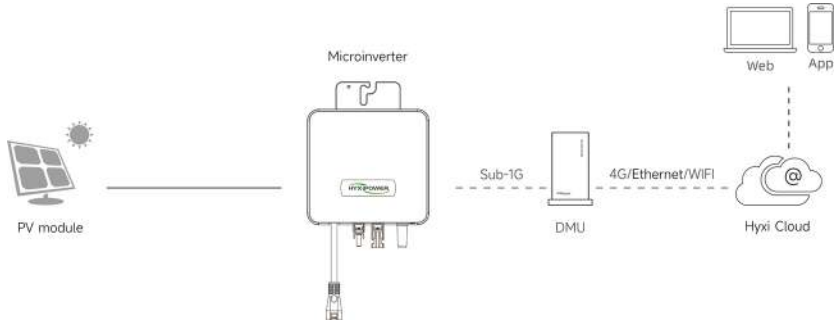 Microinverter
Web
App
HYXIPOWER
Sub-1G
4G/Ethernet/WIFI
@
PV module
DMU
Hyxi Cloud